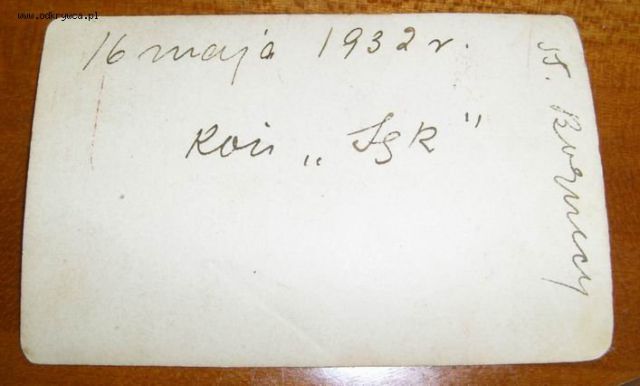 www.odkrywca.pl
16 maja 1932 r.
Koń „Sęk”